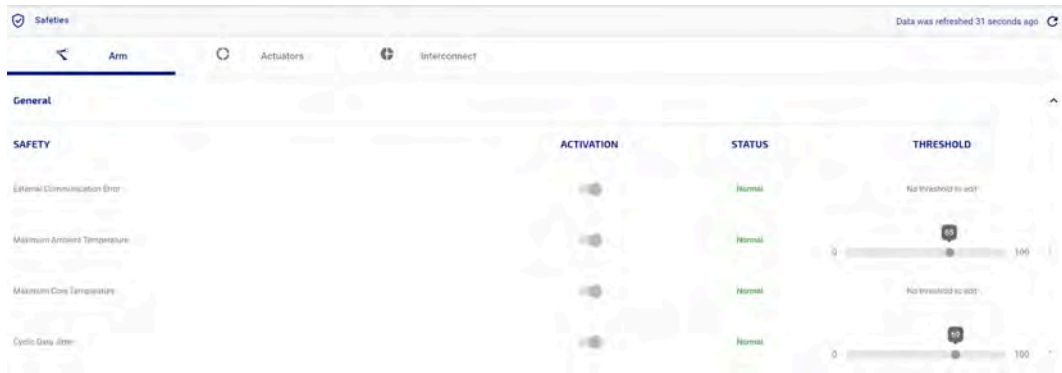 Safeties Data was refreshed 31 seconds ago
Arm Actuators Interconnect
General
SAFETY ACTIVATION STATUS THRESHOLD
External Communication Error Normal No threshold to edit
65
Maximum Ambient Temperature Normal
0 100
Maximum Core Temperature Normal No threshold to edit
Cyclic Data Jitter Normal
0 100